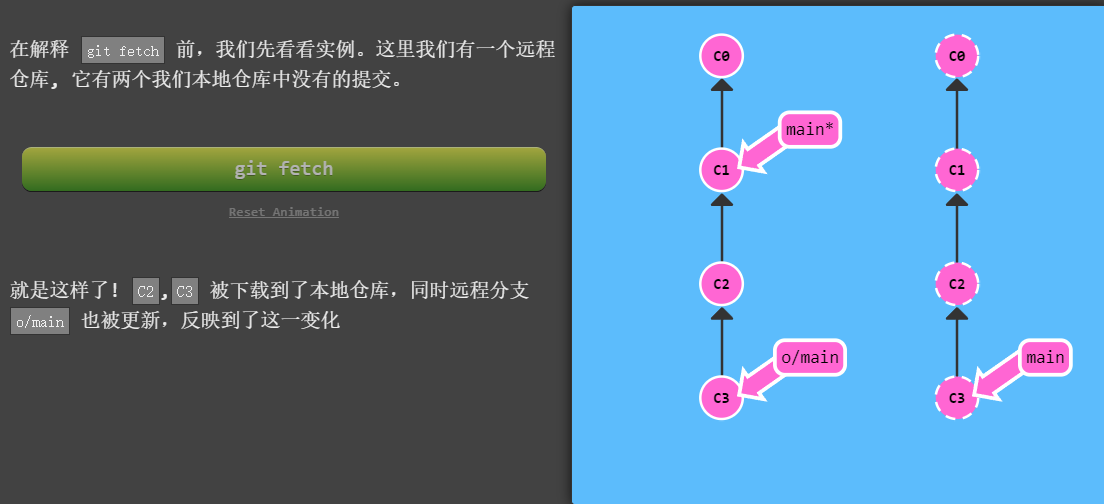 在解释 git fetch 前，我们先看看实例。这里我们有一个远程
仓库, 它有两个我们本地仓库中没有的提交。
git fetch
Reset Animation
就是这样了! C2,C3 被下载到了本地仓库，同时远程分支
o/main 也被更新，反映到了这一变化
C0
main*
C1
C2
o/main
C3
C0
C1
C2
main
C3